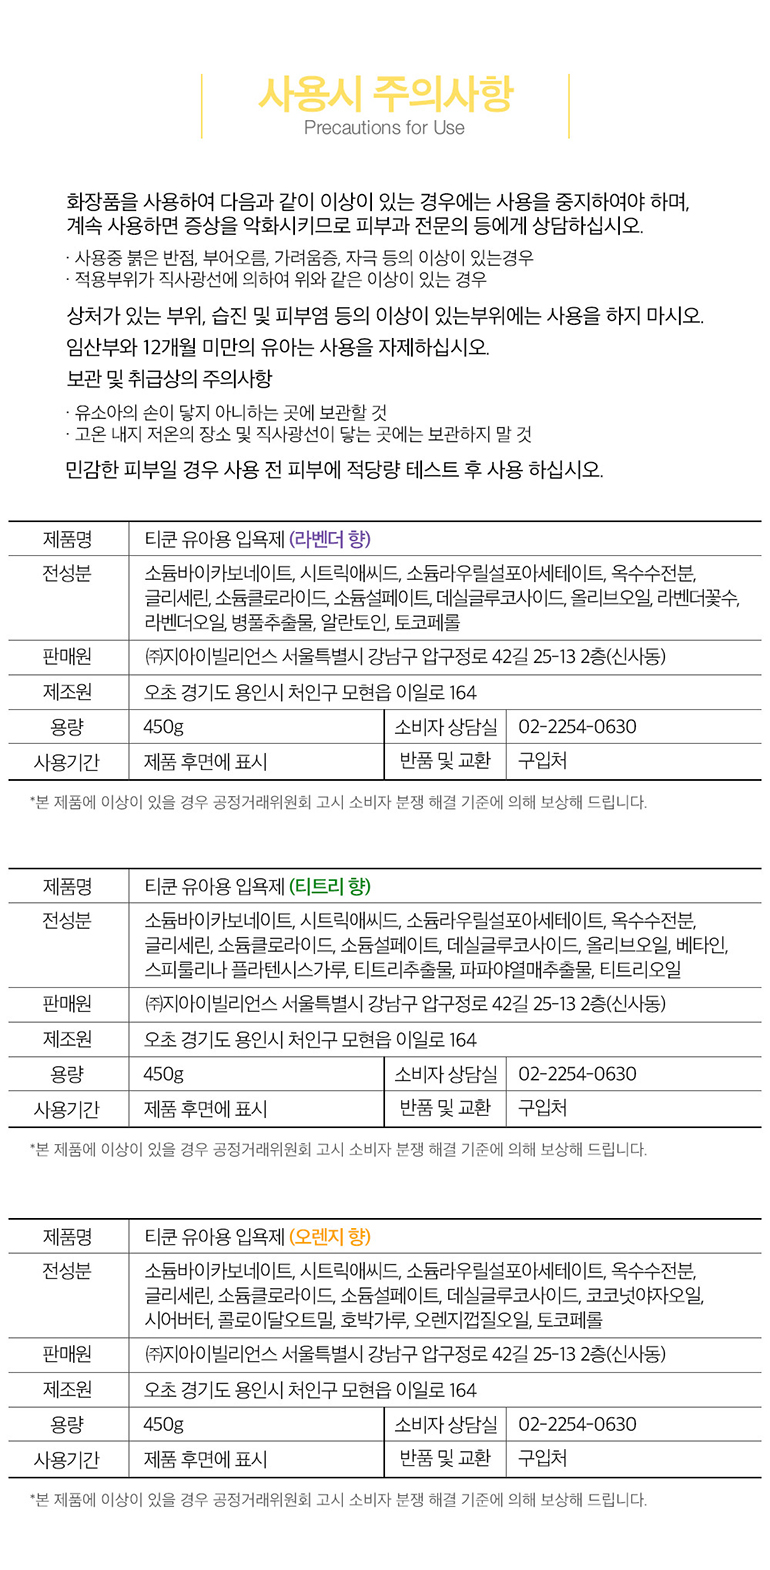 사용시 주의사항
Precautions for Use
화장품을 사용하여 다음과 같이 이상이 있는 경우에는 사용을 중지하여야 하며,
계속 사용하면 증상을 악화시키므로 피부과 전문의 등에게 상담하십시오.
· 사용중 붉은 반점, 부어오름, 가려움증, 자극 등의 이상이 있는경우
· 적용부위가 직사광선에 의하여 위와 같은 이상이 있는 경우
상처가 있는 부위, 습진 및 피부염 등의 이상이 있는부위에는 사용을 하지 마시오.
임산부와 12개월 미만의 유아는 사용을 자제하십시오.
보관 및 취급상의 주의사항
· 유소아의 손이 닿지 아니하는 곳에 보관할 것
· 고온 내지 저온의 장소 및 직사광선이 닿는 곳에는 보관하지 말 것
민감한 피부일 경우 사용 전 피부에 적당량 테스트 후 사용 하십시오.
제품명 티쿤 유아용 입욕제 (라벤더 향)
전성분 소듐바이카보네이트, 시트릭애씨드, 소듐라우릴설포아세테이트, 옥수수전분,
글리세린, 소듐클로라이드, 소듐설페이트, 데실글루코사이드, 올리브오일, 라벤더꽃수,
라벤더오일, 병풀추출물, 알란토인, 토코페롤
판매원 ㈜지아이빌리언스 서울특별시 강남구 압구정로 42길 25-13 2층(신사동)
제조원 오초 경기도 용인시 처인구 모현읍 이일로 164
용량 450g 소비자 상담실 02-2254-0630
사용기간 제품 후면에 표시 반품 및 교환 구입처
*본 제품에 이상이 있을 경우 공정거래위원회 고시 소비자 분쟁 해결 기준에 의해 보상해 드립니다.
제품명 티쿤 유아용 입욕제 (티트리 향)
전성분 소듐바이카보네이트, 시트릭애씨드, 소듐라우릴설포아세테이트, 옥수수전분,
글리세린, 소듐클로라이드, 소듐설페이트, 데실글루코사이드, 올리브오일, 베타인,
스피룰리나 플라텐시스가루, 티트리추출물, 파파야열매추출물, 티트리오일
판매원 ㈜지아이빌리언스 서울특별시 강남구 압구정로 42길 25-13 2층(신사동)
제조원 오초 경기도 용인시 처인구 모현읍 이일로 164
용량 450g 소비자 상담실 02-2254-0630
사용기간 제품 후면에 표시 반품 및 교환 구입처
*본 제품에 이상이 있을 경우 공정거래위원회 고시 소비자 분쟁 해결 기준에 의해 보상해 드립니다.
제품명 티쿤 유아용 입욕제 (오렌지 향)
전성분 소듐바이카보네이트, 시트릭애씨드, 소듐라우릴설포아세테이트, 옥수수전분,
글리세린, 소듐클로라이드, 소듐설페이트, 데실글루코사이드, 코코넛야자오일,
시어버터, 콜로이달오트밀, 호박가루, 오렌지껍질오일, 토코페롤
판매원 ㈜지아이빌리언스 서울특별시 강남구 압구정로 42길 25-13 2층(신사동)
제조원 오초 경기도 용인시 처인구 모현읍 이일로 164
용량 450g 소비자 상담실 02-2254-0630
사용기간 제품 후면에 표시 반품 및 교환 구입처
*본 제품에 이상이 있을 경우 공정거래위원회 고시 소비자 분쟁 해결 기준에 의해 보상해 드립니다.